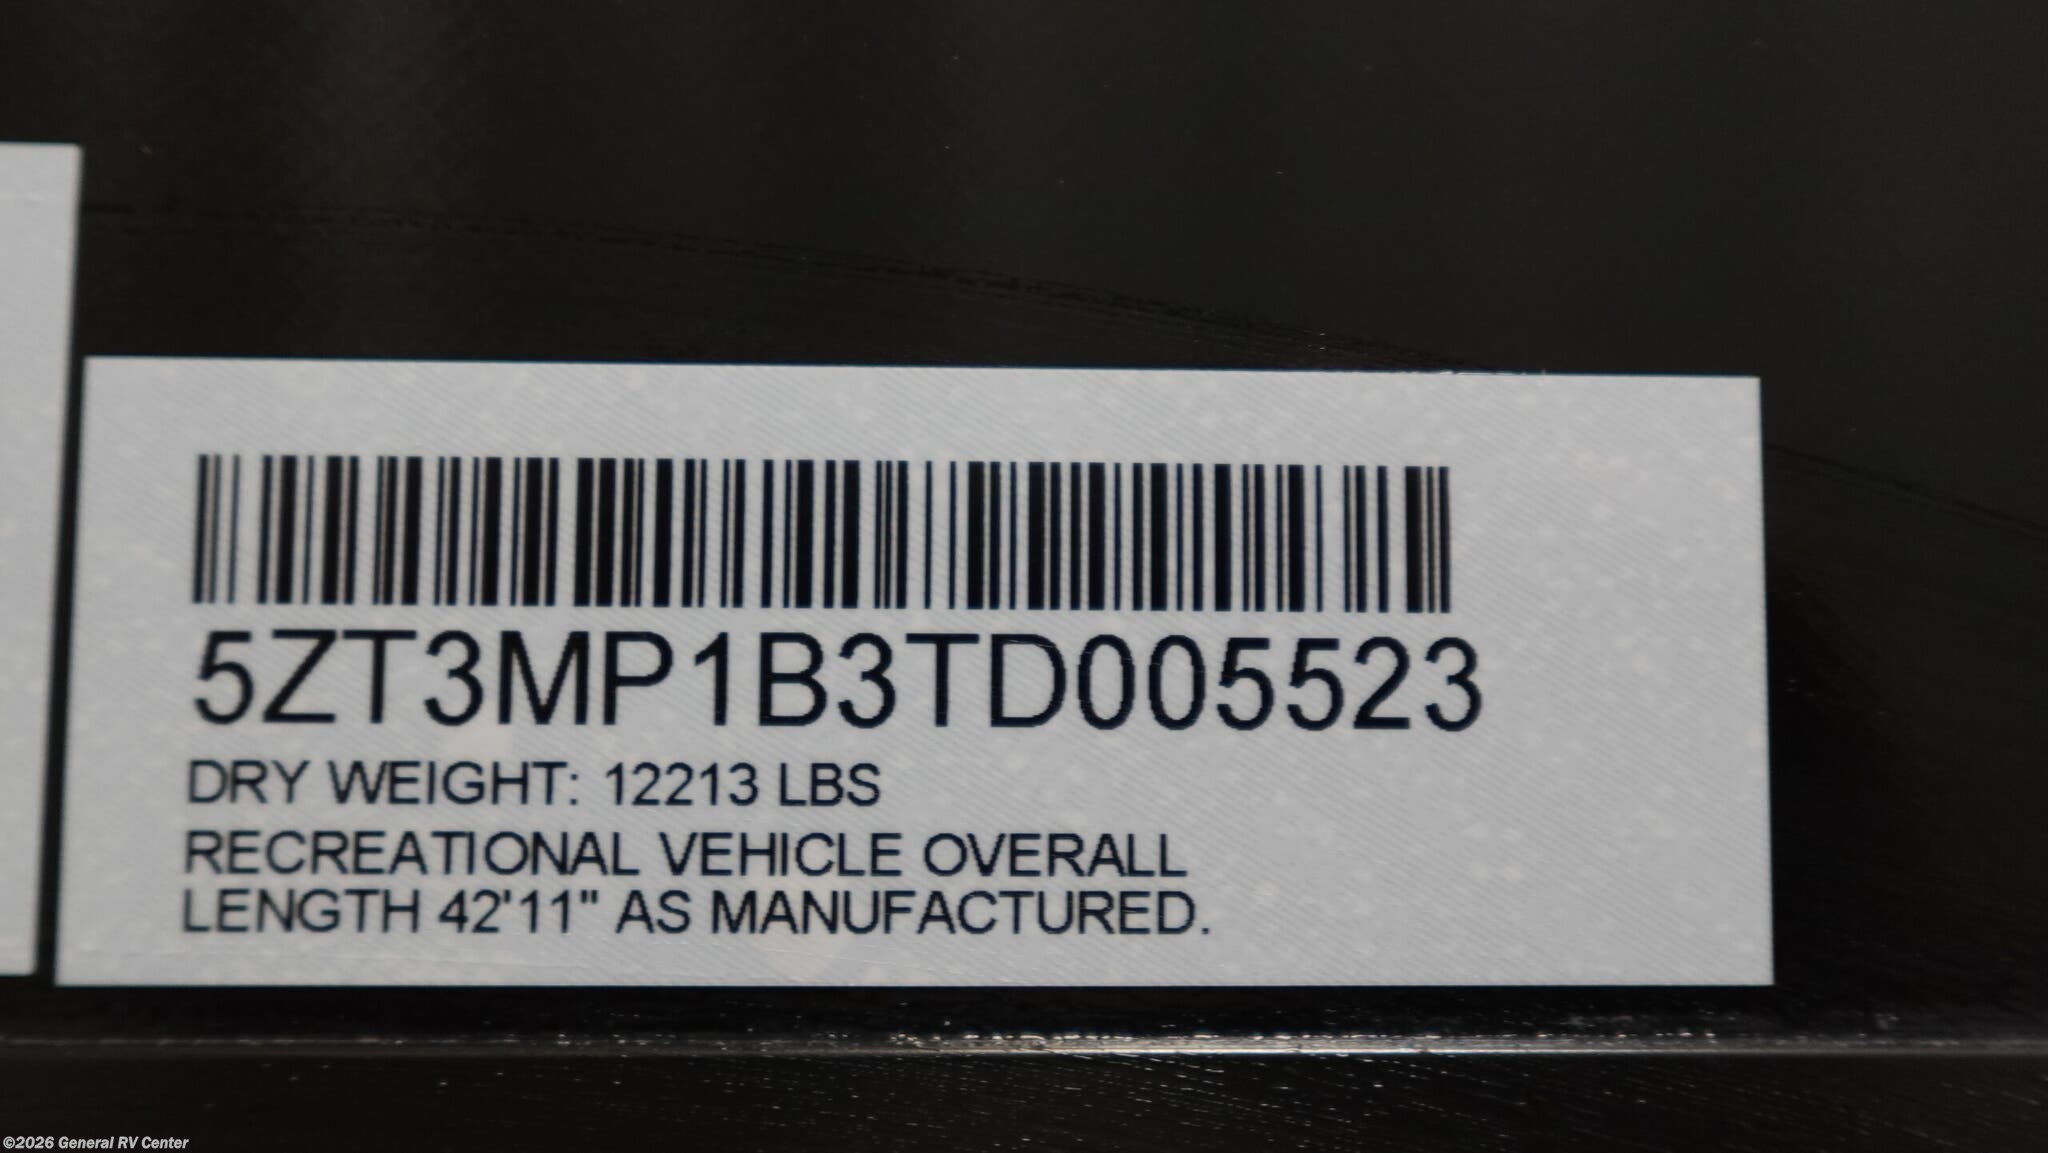 5ZT3MP1B3TD005523
DRY WEIGHT: 12213 LBS
RECREATIONAL VEHICLE OVERALL
LENGTH 42'11" AS MANUFACTURED.
©2026 General RV Center